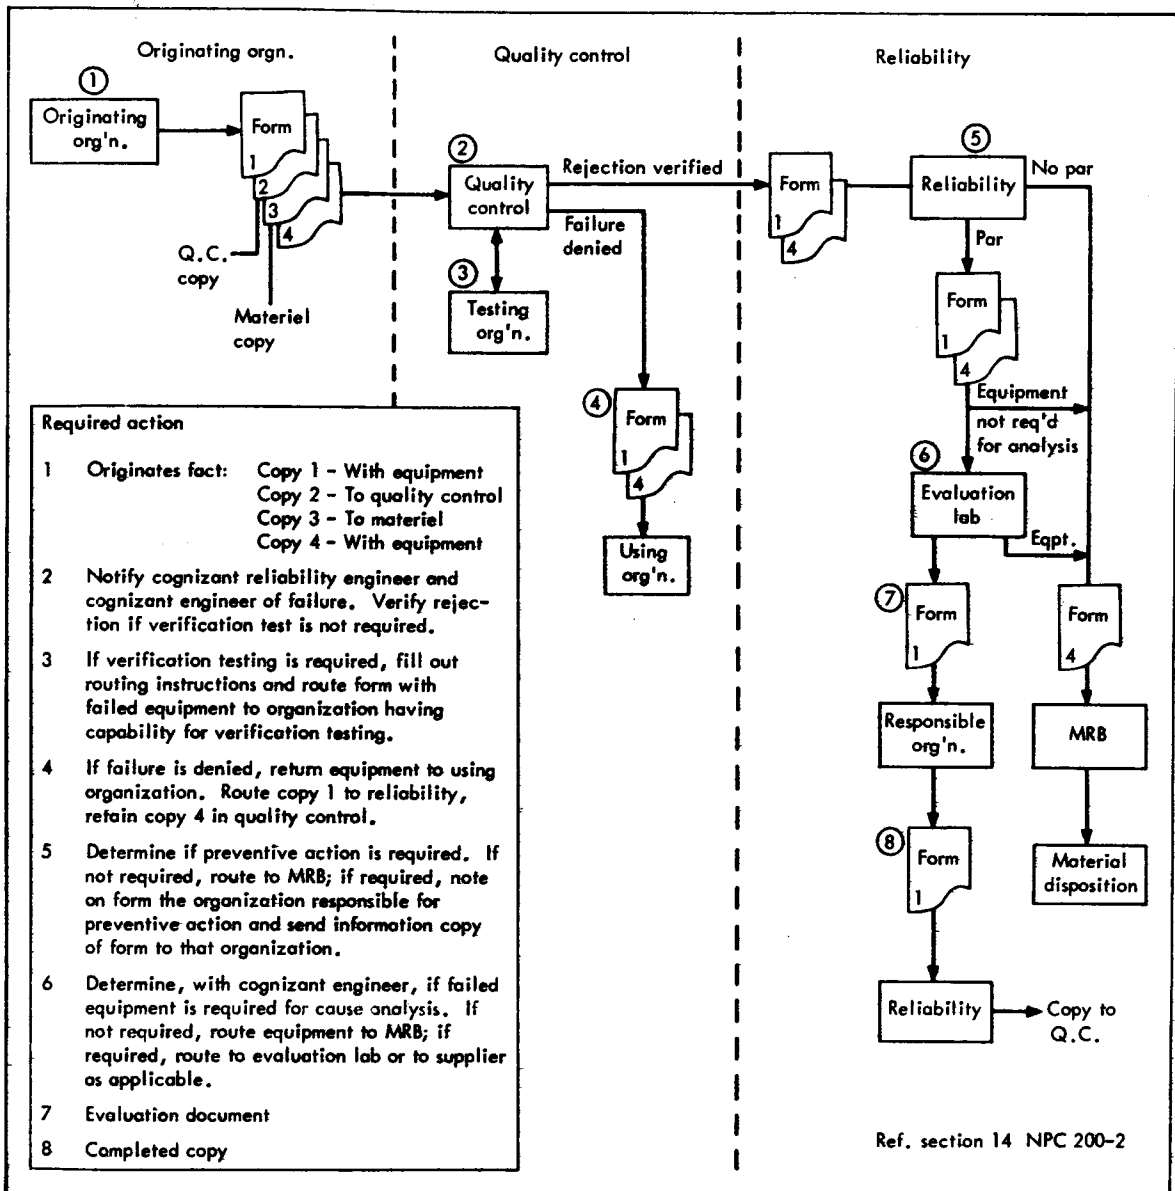 Originating orgn.
Quality control
Reliability
1
Originating
org'n.
Form
1
2
3
4
Q.C.
copy
Materiel
copy
2
Quality
control
Rejection verified
Failure
denied
3
Testing
org'n.
4
Form
1
4
Using
org'n.
Form
1
4
5
Reliability
No par
Par
Form
1
4
Equipment
not req'd
for analysis
6
Evaluation
lab
Eqpt.
7
Form
1
Form
4
Responsible
org'n.
MRB
8
Form
1
Material
disposition
Reliability
Copy to
Q.C.
Required action
1 Originates fact: Copy 1 - With equipment
Copy 2 - To quality control
Copy 3 - To materiel
Copy 4 - With equipment
2 Notify cognizant reliability engineer and
cognizant engineer of failure. Verify rejec-
tion if verification test is not required.
3 If verification testing is required, fill out
routing instructions and route form with
failed equipment to organization having
capability for verification testing.
4 If failure is denied, return equipment to using
organization. Route copy 1 to reliability,
retain copy 4 in quality control.
5 Determine if preventive action is required. If
not required, route to MRB; if required, note
on form the organization responsible for
preventive action and send information copy
of form to that organization.
6 Determine, with cognizant engineer, if failed
equipment is required for cause analysis. If
not required, route equipment to MRB; if
required, route to evaluation lab or to supplier
as applicable.
7 Evaluation document
8 Completed copy
Ref. section 14 NPC 200-2